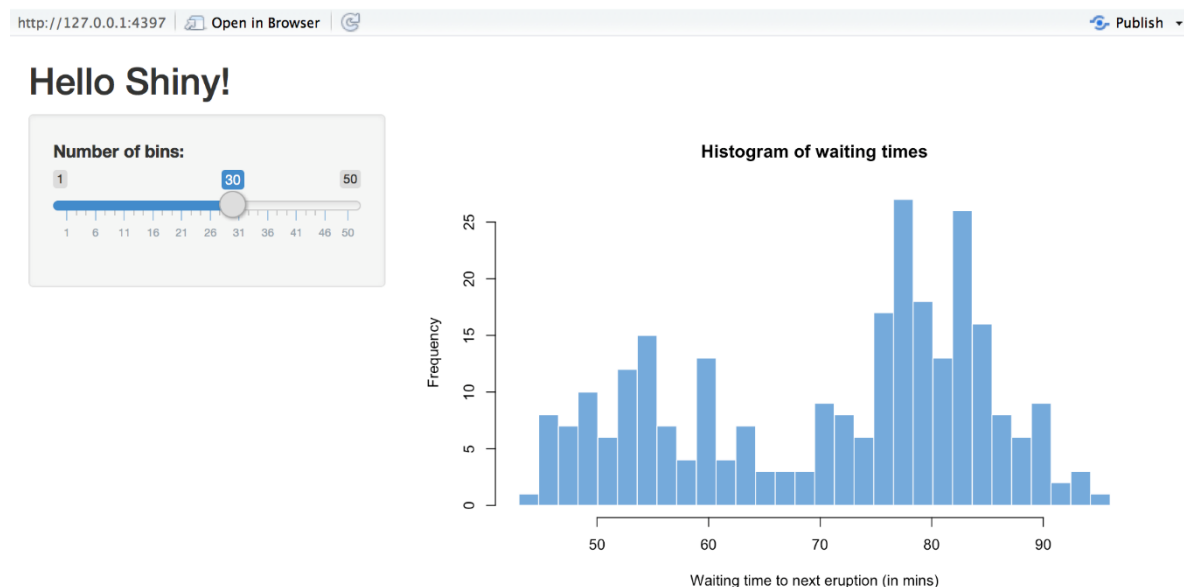 http://127.0.0.1:4397 Open in Browser Publish
Hello Shiny!
Number of bins:
1 30 50
1 6 11 16 21 26 31 36 41 46 50
Histogram of waiting times
Frequency
25
20
15
10
5
0
50 60 70 80 90
Waiting time to next eruption (in mins)